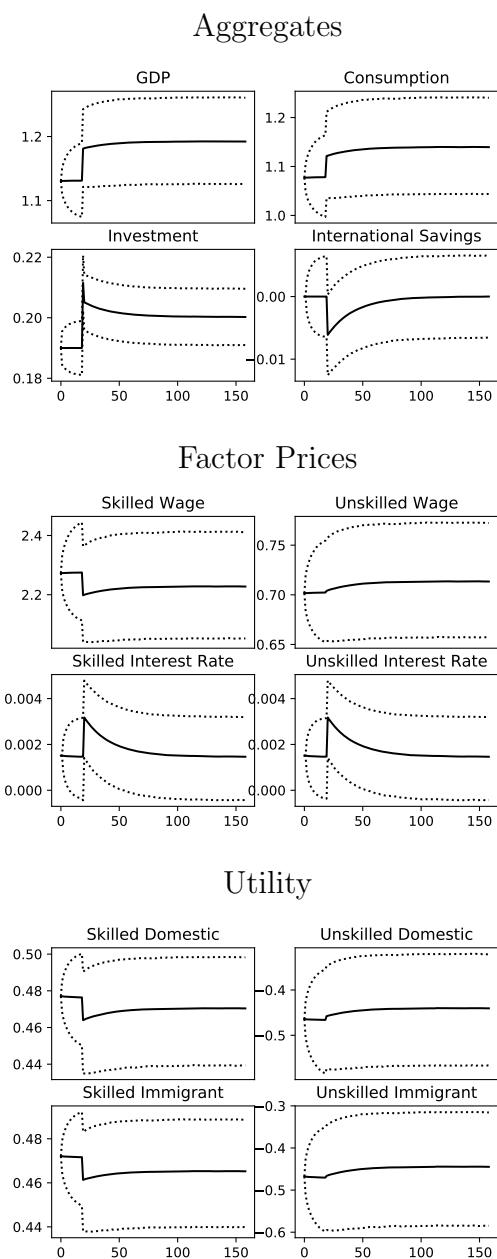 Aggregates
GDP Consumption
1.2
1.1
1.2
1.1
1.0
Investment International Savings
0.22
0.20
0.18
0.00
−0.01
0 50 100 150 0 50 100 150
Factor Prices
Skilled Wage Unskilled Wage
2.4
2.2
0.75
0.70
0.65
Skilled Interest Rate Unskilled Interest Rate
0.004
0.002
0.000
0.004
0.002
0.000
0 50 100 150 0 50 100 150
Utility
Skilled Domestic Unskilled Domestic
0.50
0.48
0.46
0.44
−0.4
−0.5
Skilled Immigrant Unskilled Immigrant
0.48
0.46
0.44
−0.3
−0.4
−0.5
−0.6
0 50 100 150 0 50 100 150